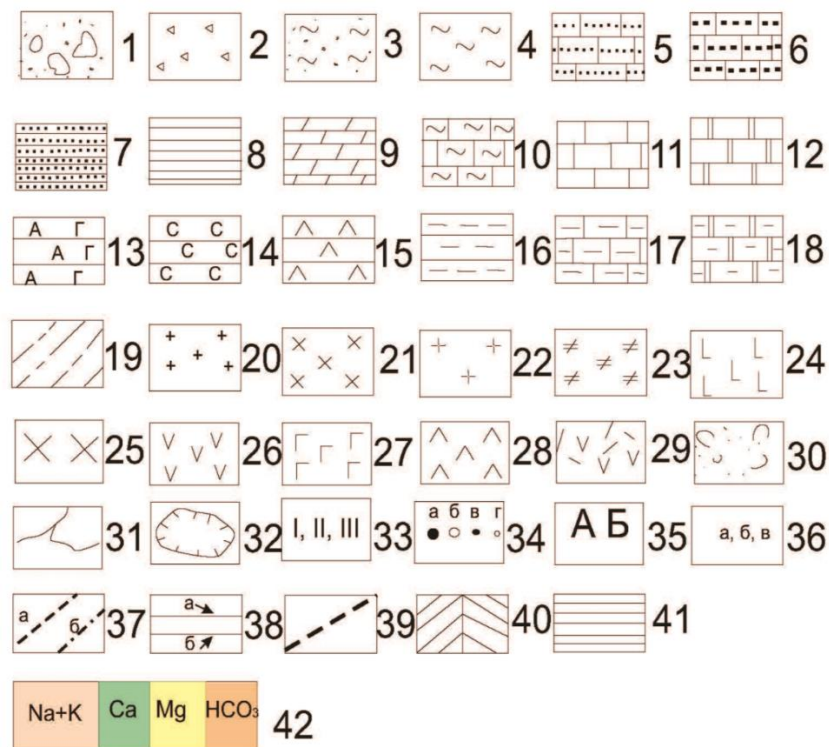 1 2 3 4 5 6
7 8 9 10 11 12
А Г А Г А Г 13 С С С С С С 14 15 16 17 18
19 20 21 22 23 24
25 26 27 28 29 30
31 32 I, II, III 33 а б в г 34 А Б 35 а, б, в 36
а б 37 а б 38 39 40 41
Na+K Ca Mg HCO₃ 42